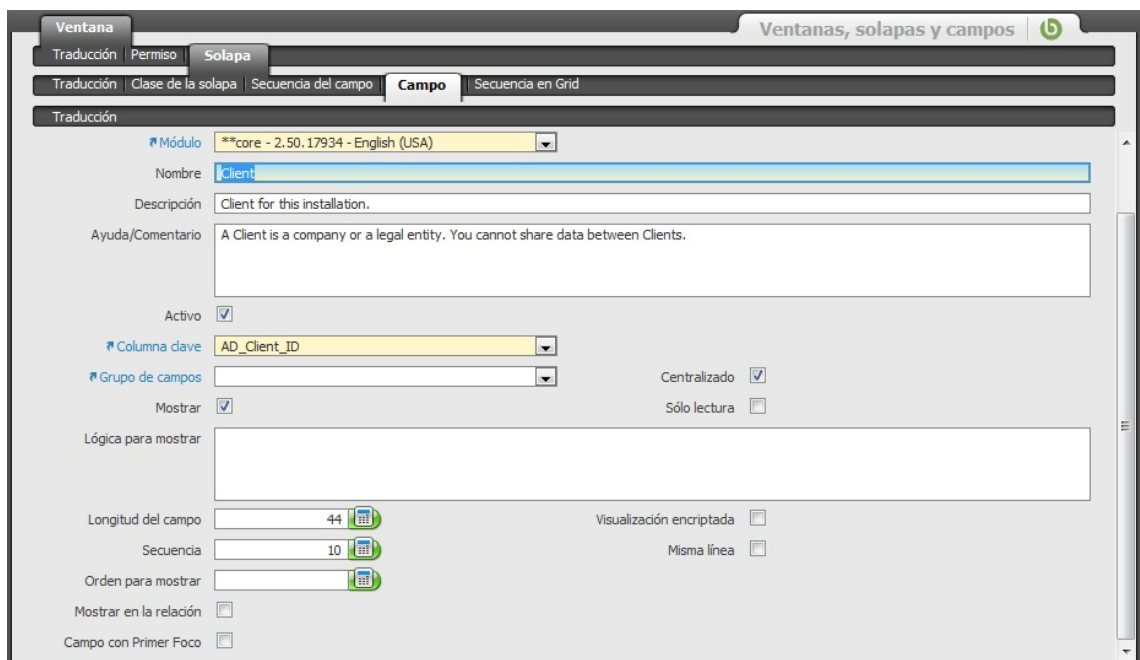 Ventana
Ventanas, solapas y campos
Traducción Permiso Solapa
Traducción Clase de la solapa Secuencia del campo Campo Secuencia en Grid
Traducción
Módulo **core - 2.50.17934 - English (USA)
Nombre Client
Descripción Client for this installation.
Ayuda/Comentario A Client is a company or a legal entity. You cannot share data between Clients.
Activo
Columna clave AD_Client_ID
Grupo de campos Centralizado
Mostrar Sólo lectura
Lógica para mostrar
Longitud del campo 44 Visualización encriptada
Secuencia 10 Misma línea
Orden para mostrar
Mostrar en la relación
Campo con Primer Foco